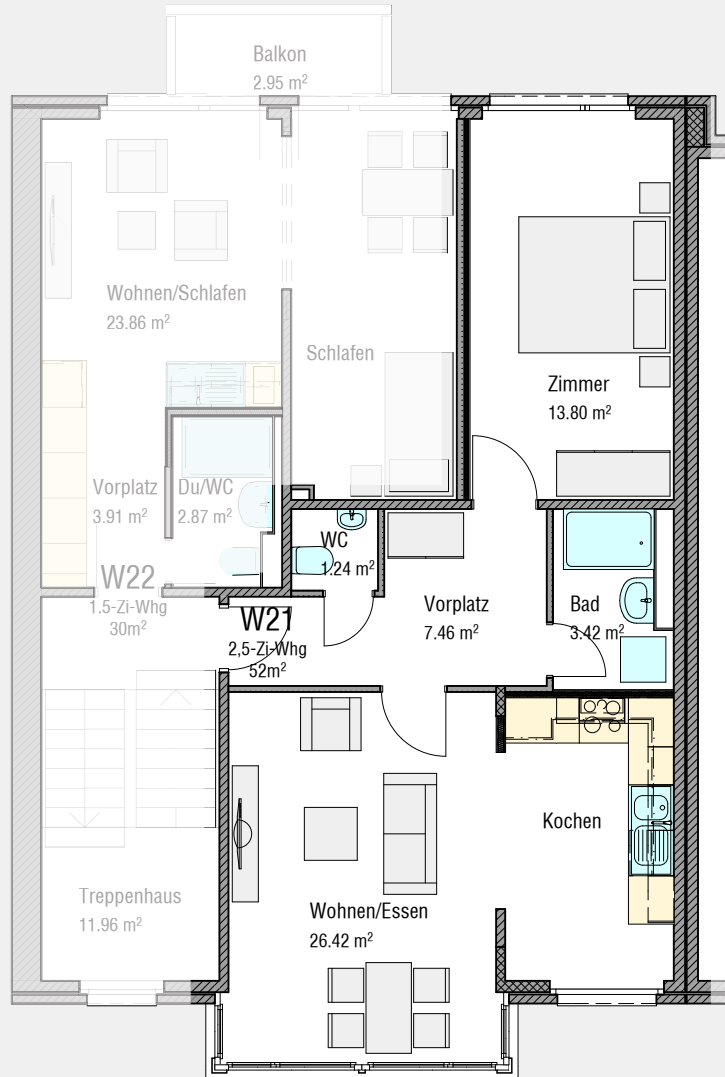 Balkon
2.95 m²
Wohnen/Schlafen
23.86 m²
Schlafen
Zimmer
13.80 m²
Vorplatz
3.91 m²
Du/WC
2.87 m²
WC
1.24 m²
W22
1.5-Zi-Whg
30m²
W21
2,5-Zi-Whg
52m²
Vorplatz
7.46 m²
Bad
3.42 m²
Kochen
Treppenhaus
11.96 m²
Wohnen/Essen
26.42 m²